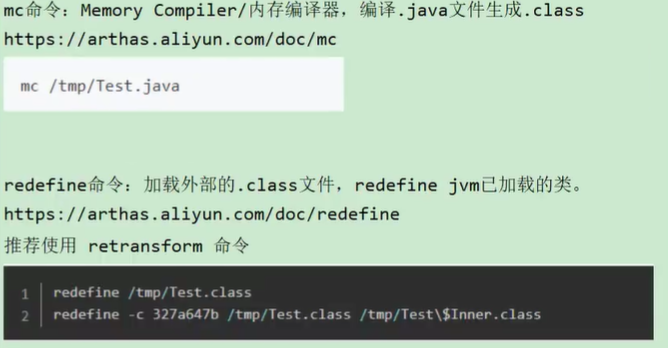 mc命令：Memory Compiler/内存编译器，编译.java文件生成.class
https://arthas.aliyun.com/doc/mc
mc /tmp/Test.java
redefine命令：加载外部的.class文件，redefine jvm已加载的类。
https://arthas.aliyun.com/doc/redefine
推荐使用 retransform 命令
1 redefine /tmp/Test.class
2 redefine -c 327a647b /tmp/Test.class /tmp/Test\$Inner.class